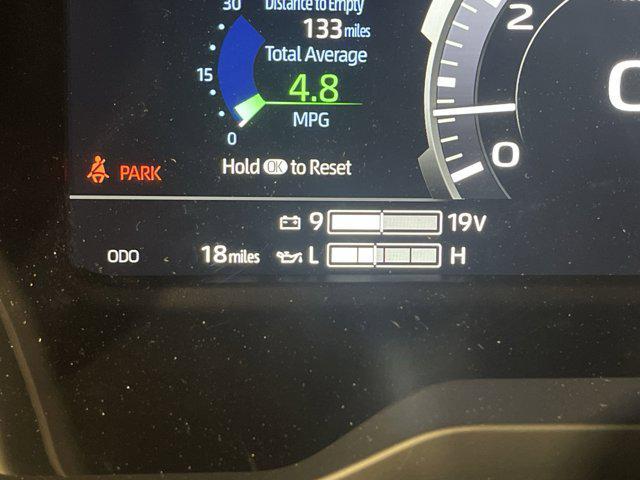 30
Distance to Empty
133 miles
Total Average
15
4.8
MPG
0
Hold OK to Reset
PARK
2
0
9 19V
ODO 18 miles L H